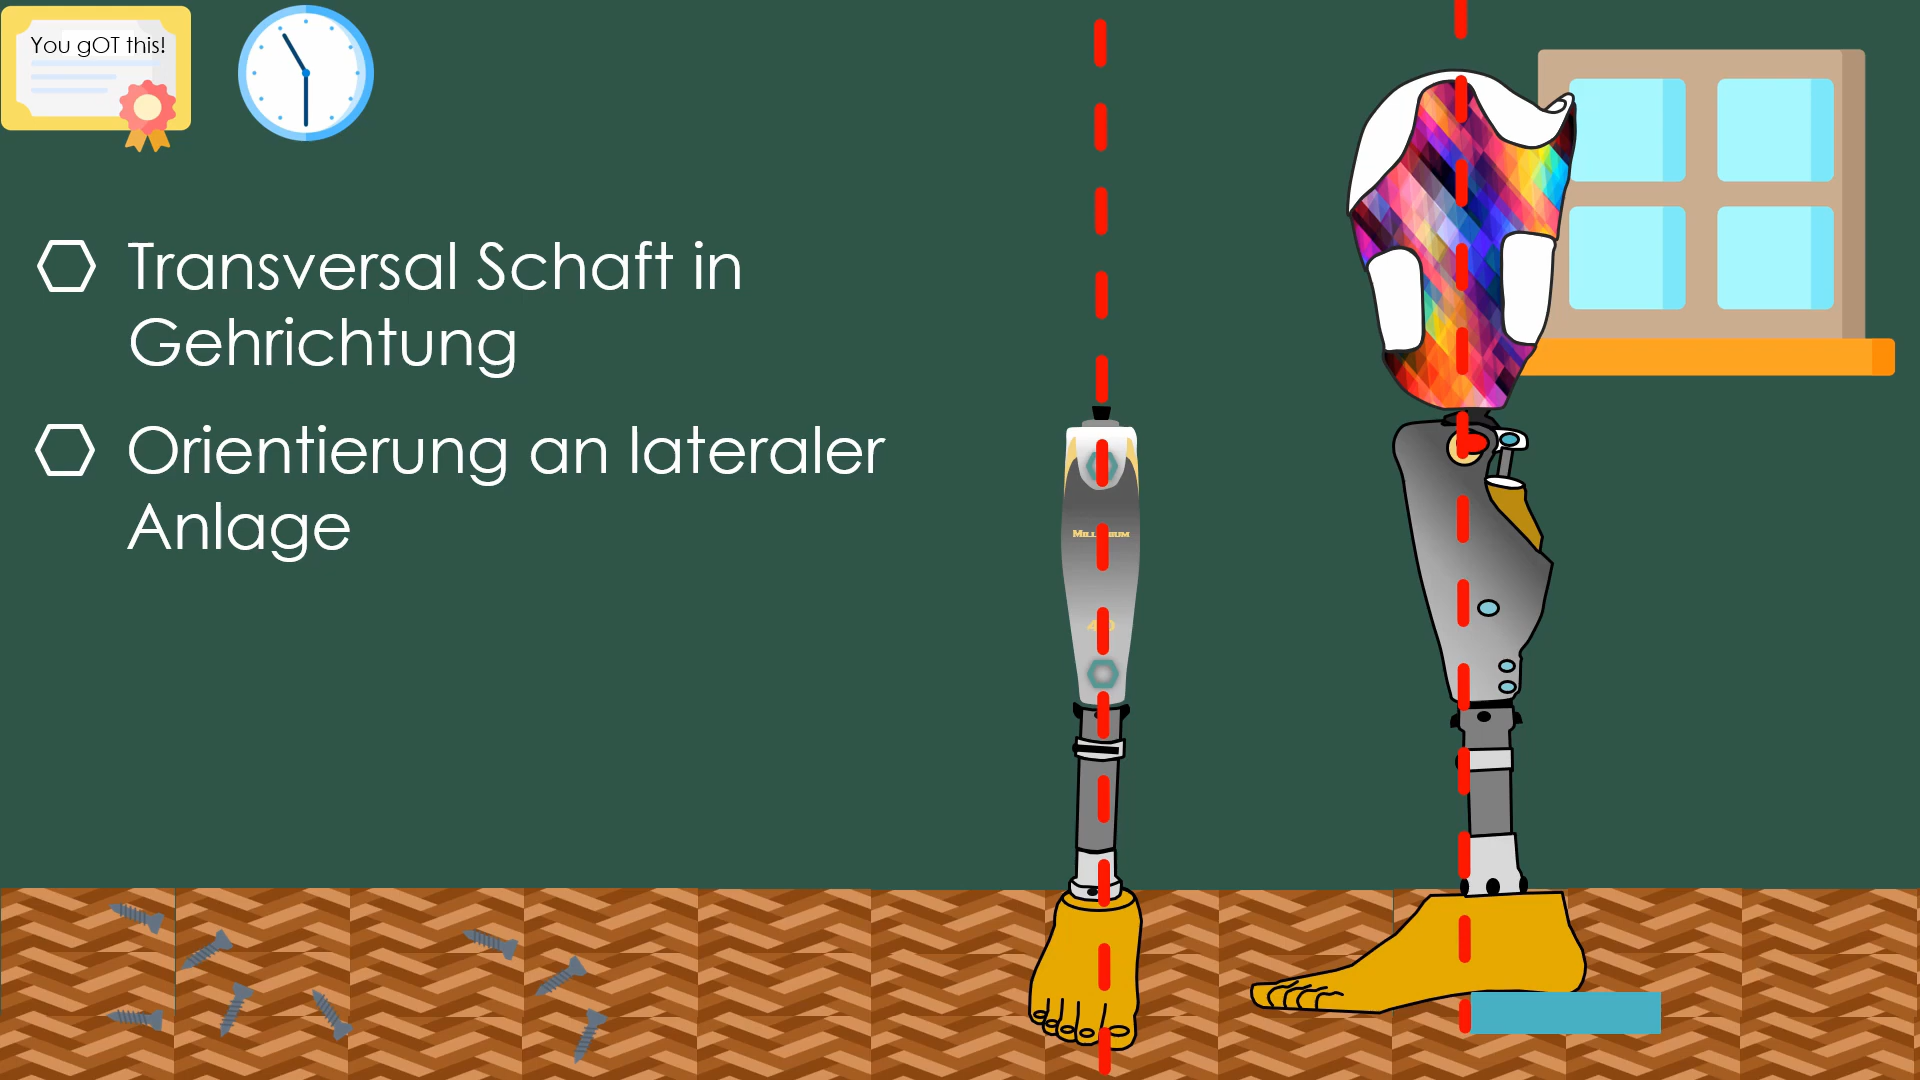 You gOT this!
Transversal Schaft in
Gehrichtung
Orientierung an lateraler
Anlage